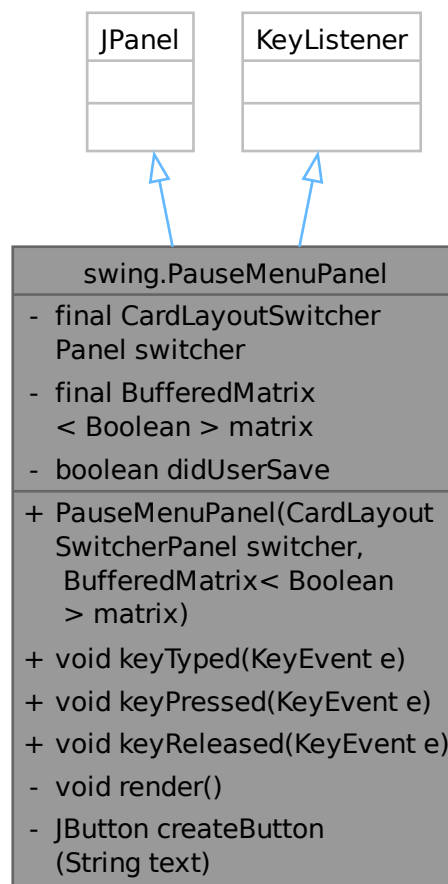 JPanel
KeyListener
swing.PauseMenuPanel
- final CardLayoutSwitcher
Panel switcher
- final BufferedMatrix
< Boolean > matrix
- boolean didUserSave
+ PauseMenuPanel(CardLayout
SwitcherPanel switcher,
BufferedMatrix< Boolean
> matrix)
+ void keyTyped(KeyEvent e)
+ void keyPressed(KeyEvent e)
+ void keyReleased(KeyEvent e)
- void render()
- JButton createButton
(String text)